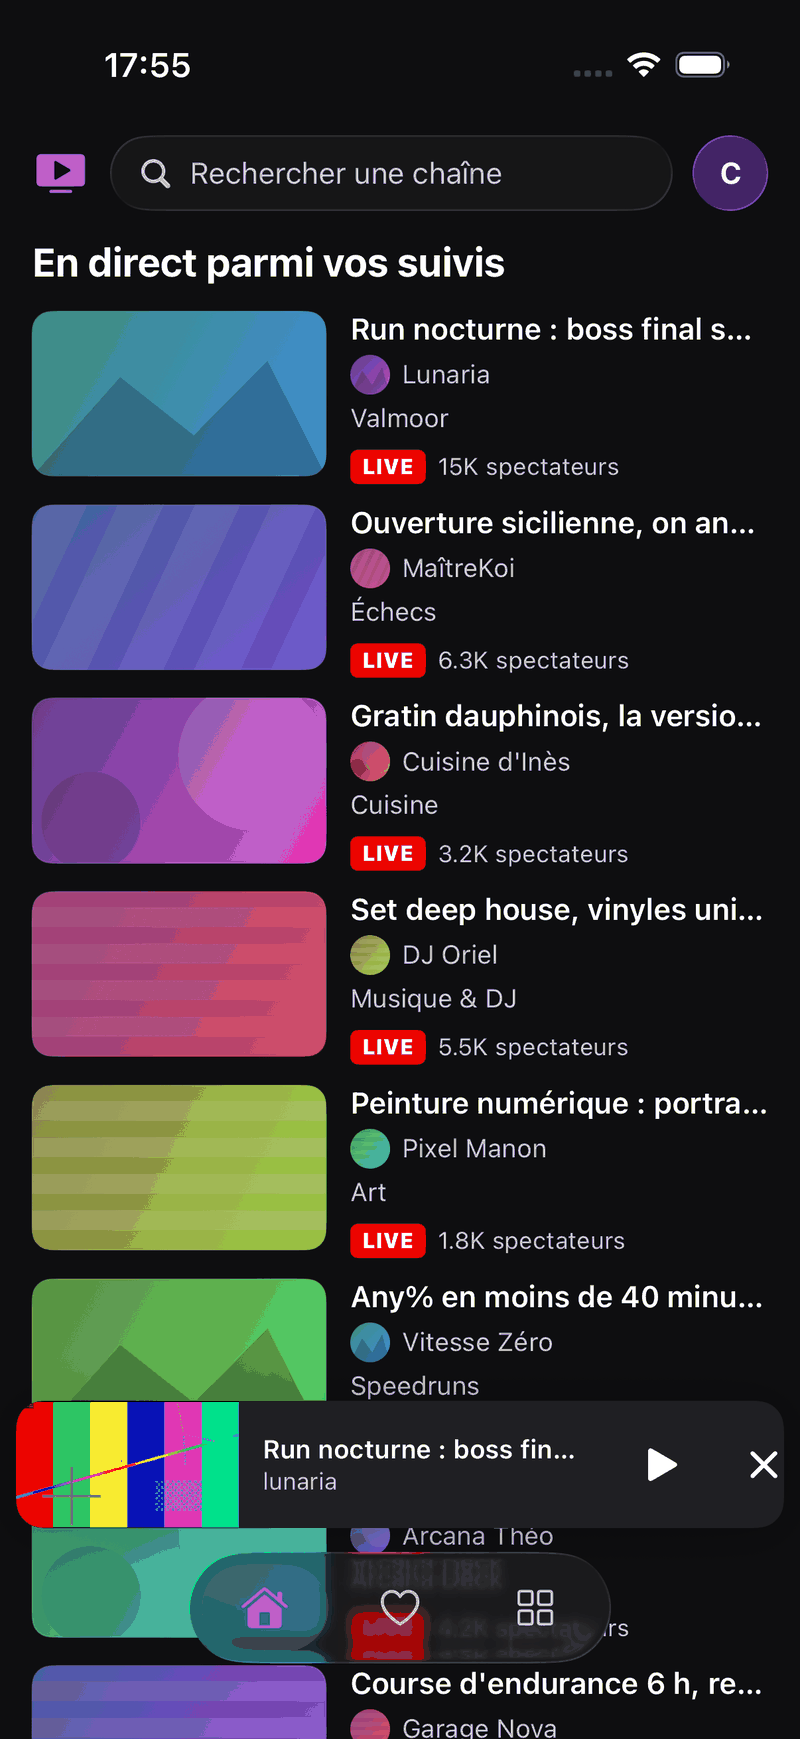 17:55
Rechercher une chaîne
C
En direct parmi vos suivis
Run nocturne : boss final s...
Lunaria
Valmoor
LIVE 15K spectateurs
Ouverture sicilienne, on an...
MaîtreKoi
Échecs
LIVE 6.3K spectateurs
Gratin dauphinois, la versio...
Cuisine d'Inès
Cuisine
LIVE 3.2K spectateurs
Set deep house, vinyles uni...
DJ Oriel
Musique & DJ
LIVE 5.5K spectateurs
Peinture numérique : portra...
Pixel Manon
Art
LIVE 1.8K spectateurs
Any% en moins de 40 minu...
Vitesse Zéro
Speedruns
Run nocturne : boss fin...
lunaria
Arcana Théo
4.2K
Course d'endurance 6 h, re...
Garage Nova